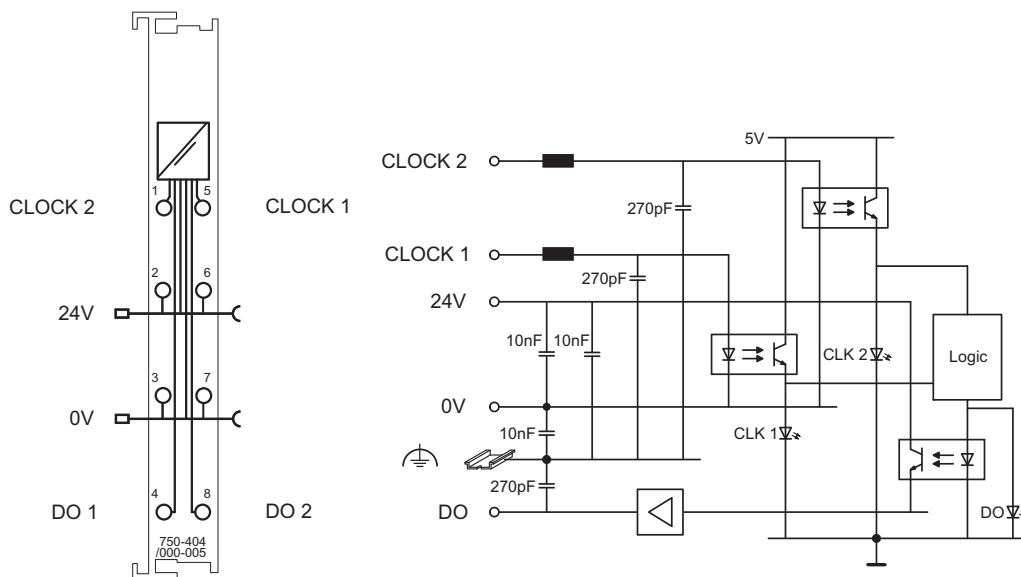 1 5
CLOCK 2 CLOCK 1
2 6
24V
3 7
0V
4 8
DO 1 DO 2
750-404
/000-005
5V
CLOCK 2
270pF
CLOCK 1
270pF
24V
10nF 10nF
CLK 2
Logic
0V
10nF
CLK 1
270pF
DO
DO